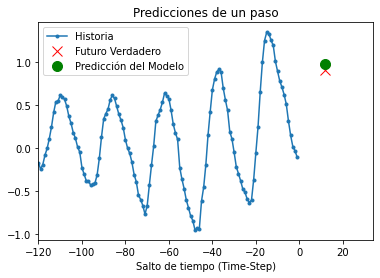 Predicciones de un paso
Historia
Futuro Verdadero
Predicción del Modelo
1.0
0.5
0.0
−0.5
−1.0
−120 −100 −80 −60 −40 −20 0 20
Salto de tiempo (Time-Step)